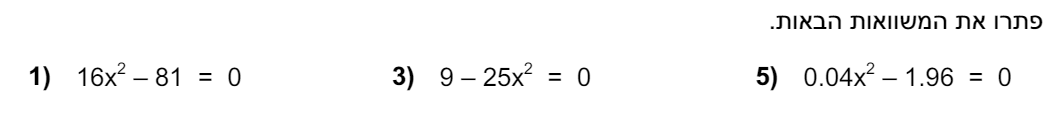 פתרו את המשוואות הבאות.
1) 16x² – 81 = 0 3) 9 – 25x² = 0 5) 0.04x² – 1.96 = 0